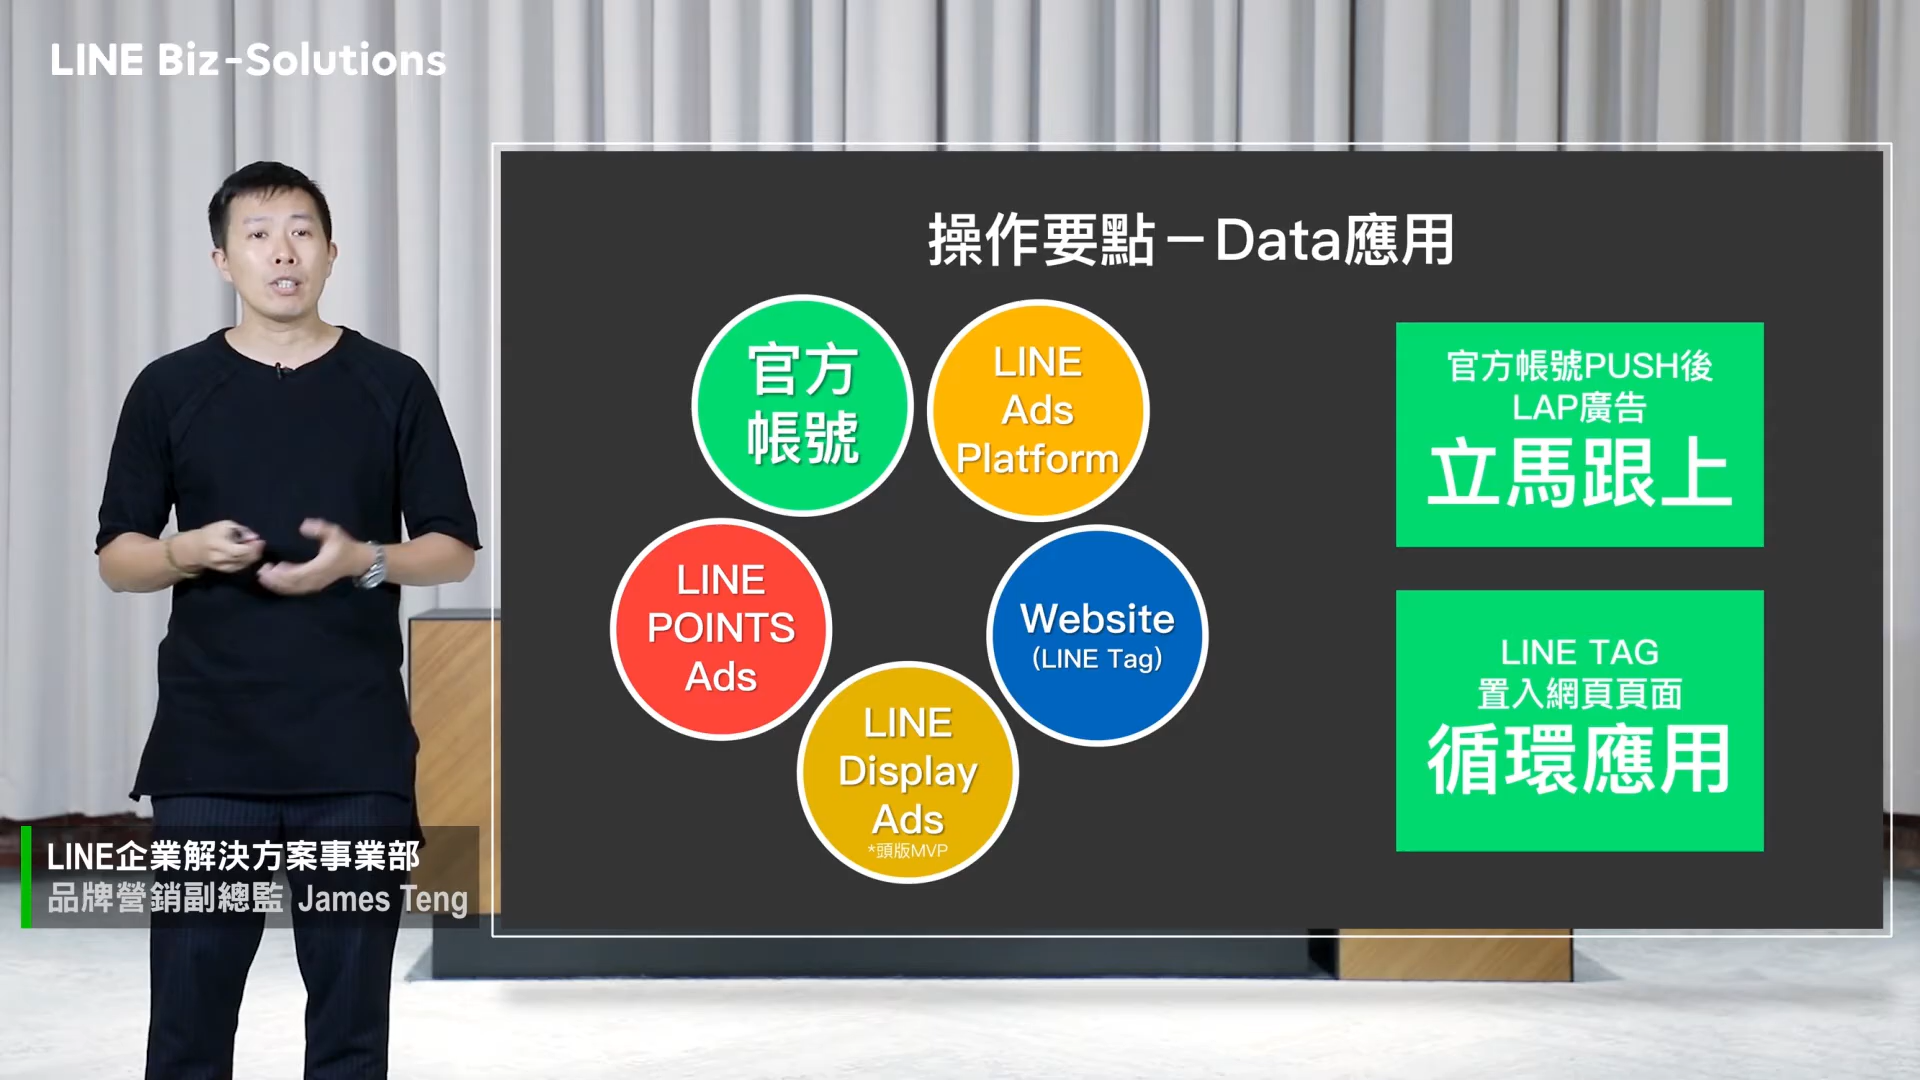 LINE Biz-Solutions
操作要點－Data應用
官方
帳號
LINE
Ads
Platform
LINE
POINTS
Ads
Website
(LINE Tag)
LINE
Display
Ads
*頭版MVP
官方帳號PUSH後
LAP廣告
立馬跟上
LINE TAG
置入網頁頁面
循環應用
LINE企業解決方案事業部
品牌營銷副總監 James Teng